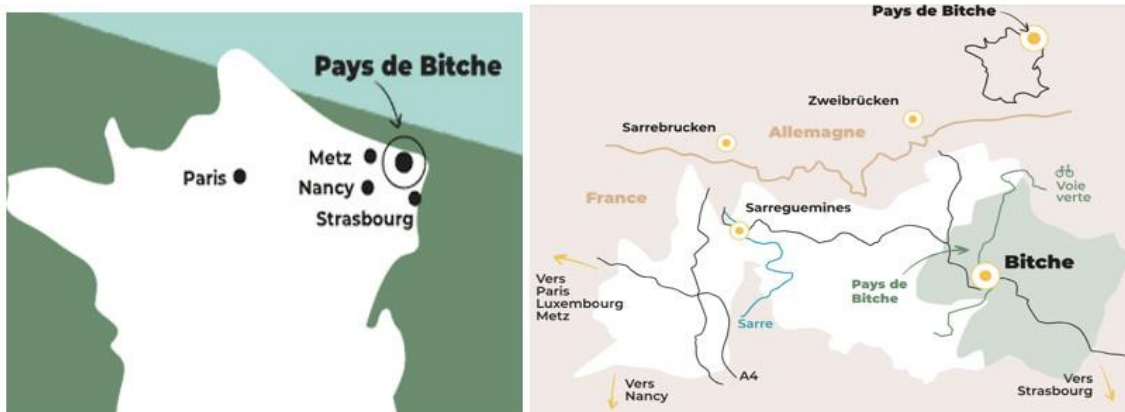 Pays de Bitche
Metz
Paris
Nancy
Strasbourg
Pays de Bitche
Zweibrücken
Sarrebrucken
Allemagne
France
Voie
verte
Sarreguemines
Bitche
Pays de
Bitche
Vers
Paris
Luxembourg
Metz
Sarre
A4
Vers
Nancy
Vers
Strasbourg